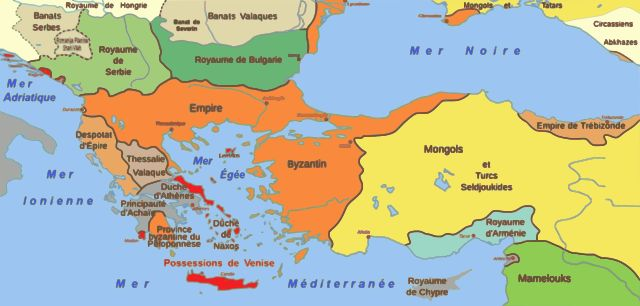 Royaume de Hongrie
Mongols et Tatars
Banats
Serbes
Banat de
Severin
Banats Valaques
Circassiens
Abkhazes
Royaume
de
Serbie
Royaume de Bulgarie
Mer Noire
Mer
Adriatique
Empire
Byzantin
Empire de Trébizonde
Despotat
d'Épire
Thessalie
Valaque
Mer
Égée
Mongols
et
Turcs
Seldjoukides
Mer
Ionienne
Duché
d'Athènes
Principauté
d'Achaïe
Province
byzantine du
Péloponnèse
Duché
de
Naxos
Royaume
d'Arménie
Possessions de Venise
Mer Méditerranée
Royaume
de Chypre
Mamelouks